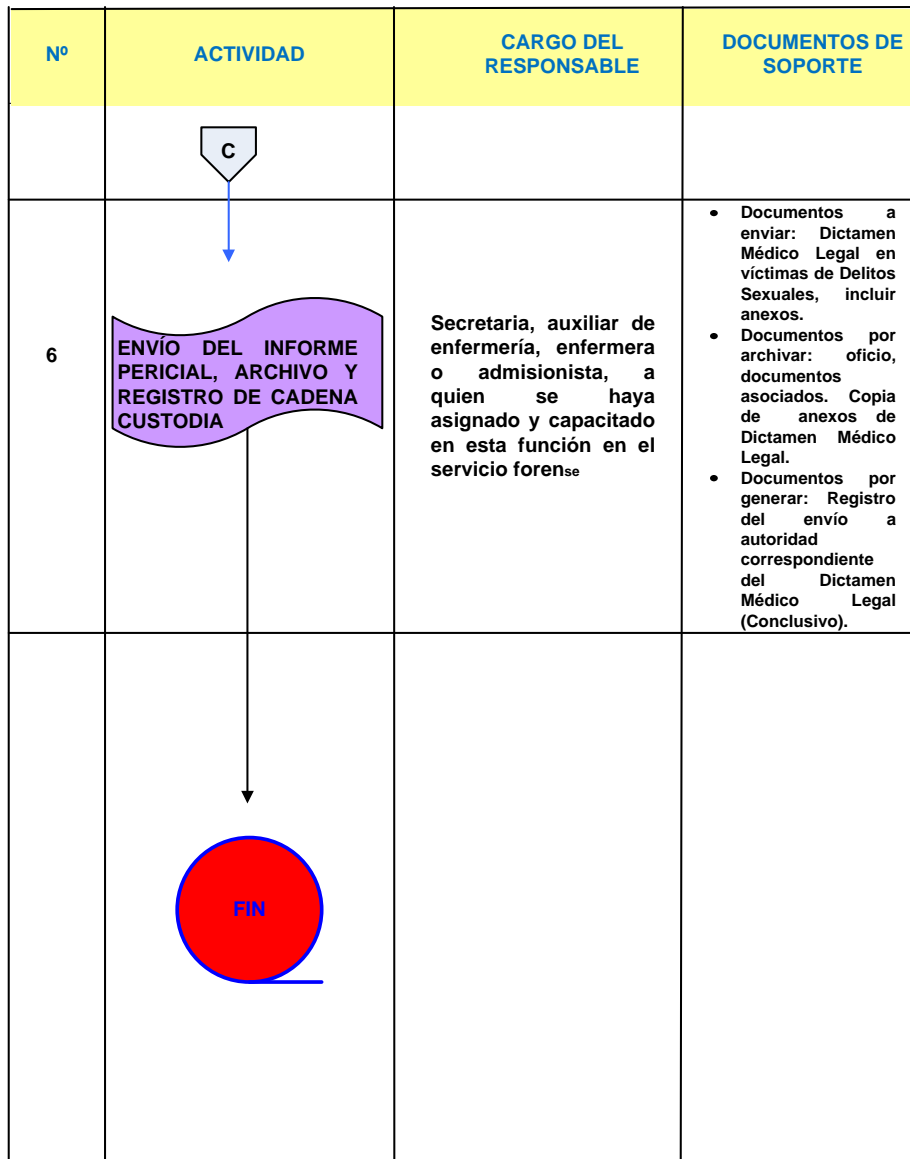 Nº
ACTIVIDAD
CARGO DEL
RESPONSABLE
DOCUMENTOS DE
SOPORTE
C
6
ENVÍO DEL INFORME
PERICIAL, ARCHIVO Y
REGISTRO DE CADENA
CUSTODIA
Secretaria, auxiliar de
enfermería, enfermera
o admisionista, a
quien se haya
asignado y capacitado
en esta función en el
servicio forense
• Documentos a
enviar: Dictamen
Médico Legal en
víctimas de Delitos
Sexuales, incluir
anexos.
• Documentos por
archivar: oficio,
documentos
asociados. Copia
de anexos de
Dictamen Médico
Legal.
• Documentos por
generar: Registro
del envío a
autoridad
correspondiente
del Dictamen
Médico Legal
(Conclusivo).
FIN